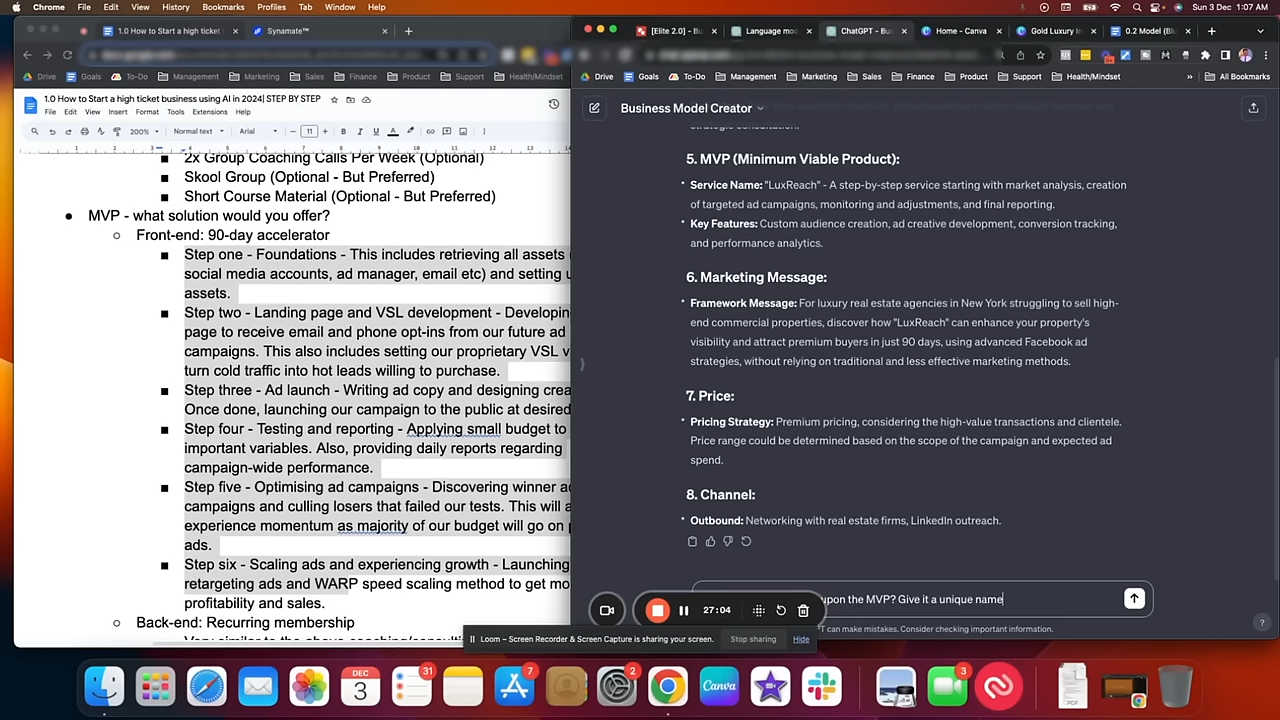 Chrome File Edit View History Bookmarks Profiles Tab Window Help
Sun 3 Dec 1:07 AM
1.0 How to Start a high ticket
Synamate™
Drive Goals To-Do Management Marketing Sales Finance Product Support Health/Mindset
1.0 How to Start a high ticket business using AI in 2024| STEP BY STEP
File Edit View Insert Format Tools Extensions Help
200% Normal text Arial 11
1 2 3 4 5 6 7 8 9 10 11
2x Group Coaching Calls Per Week (Optional)
Skool Group (Optional - But Preferred)
Short Course Material (Optional - But Preferred)
MVP - what solution would you offer?
Front-end: 90-day accelerator
Step one - Foundations - This includes retrieving all assets
social media accounts, ad manager, email etc) and setting u
assets.
Step two - Landing page and VSL development - Developin
page to receive email and phone opt-ins from our future ad
campaigns. This also includes setting our proprietary VSL v
turn cold traffic into hot leads willing to purchase.
Step three - Ad launch - Writing ad copy and designing crea
Once done, launching our campaign to the public at desired
Step four - Testing and reporting - Applying small budget to
important variables. Also, providing daily reports regarding
campaign-wide performance.
Step five - Optimising ad campaigns - Discovering winner a
campaigns and culling losers that failed our tests. This will a
experience momentum as majority of our budget will go on
ads.
Step six - Scaling ads and experiencing growth - Launching
retargeting ads and WARP speed scaling method to get mo
profitability and sales.
Back-end: Recurring membership
[Elite 2.0] - Bu
Language mod
ChatGPT - Bus
Home - Canva
Gold Luxury In
0.2 Model (Blu
Drive Goals To-Do Management Marketing Sales Finance Product Support Health/Mindset » All Bookmarks
Business Model Creator
strategic consultation.
5. MVP (Minimum Viable Product):
Service Name: "LuxReach" - A step-by-step service starting with market analysis, creation
of targeted ad campaigns, monitoring and adjustments, and final reporting.
Key Features: Custom audience creation, ad creative development, conversion tracking,
and performance analytics.
6. Marketing Message:
Framework Message: For luxury real estate agencies in New York struggling to sell high-
end commercial properties, discover how "LuxReach" can enhance your property's
visibility and attract premium buyers in just 90 days, using advanced Facebook ad
strategies, without relying on traditional and less effective marketing methods.
7. Price:
Pricing Strategy: Premium pricing, considering the high-value transactions and clientele.
Price range could be determined based on the scope of the campaign and expected ad
spend.
8. Channel:
Outbound: Networking with real estate firms, LinkedIn outreach.
upon the MVP? Give it a unique name
27:04
PT can make mistakes. Consider checking important information.
?
Loom – Screen Recorder & Screen Capture is sharing your screen.
Stop sharing
Hide
DEC
3
31
7
2
Canva
3
PDF